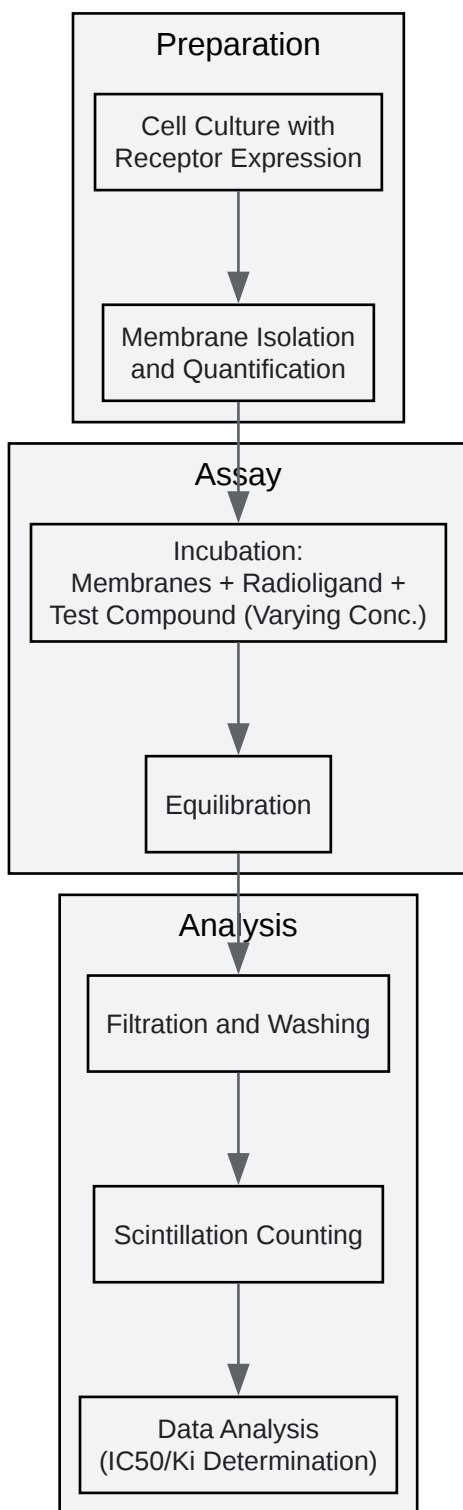 Preparation
Cell Culture with
Receptor Expression
Membrane Isolation
and Quantification
Assay
Incubation:
Membranes + Radioligand +
Test Compound (Varying Conc.)
Equilibration
Analysis
Filtration and Washing
Scintillation Counting
Data Analysis
(IC50/Ki Determination)